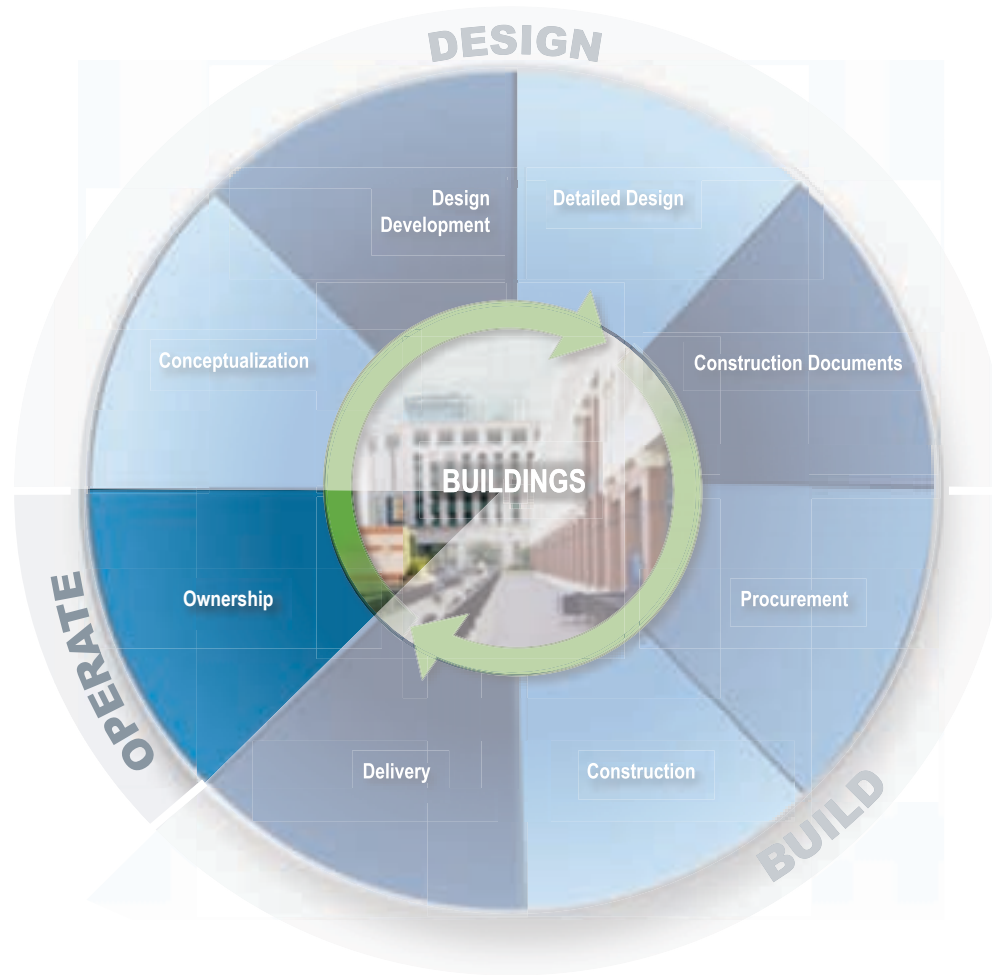 DESIGN
Design
Development
Detailed Design
Conceptualization
Construction Documents
BUILDINGS
Ownership
Procurement
OPERATE
Delivery
Construction
BUILD